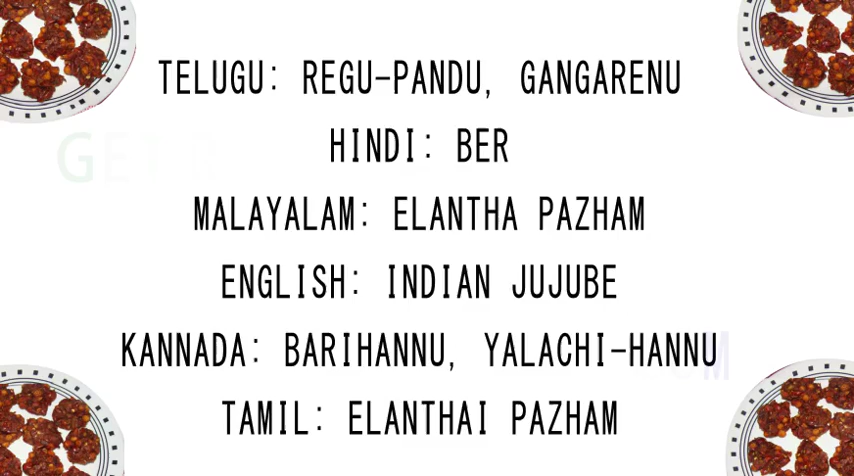 TELUGU: REGU-PANDU, GANGARENU
HINDI: BER
MALAYALAM: ELANTHA PAZHAM
ENGLISH: INDIAN JUJUBE
KANNADA: BARIHANNU, YALACHI-HANNU
TAMIL: ELANTHAI PAZHAM